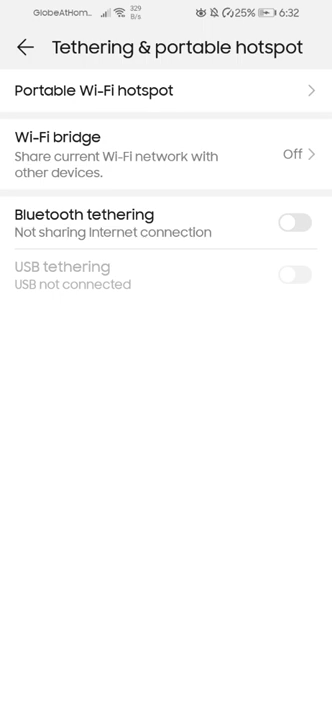 GlobeAtHom... 329 B/s 25% 6:32
Tethering & portable hotspot
Portable Wi-Fi hotspot
Wi-Fi bridge
Share current Wi-Fi network with other devices.
Off
Bluetooth tethering
Not sharing Internet connection
USB tethering
USB not connected